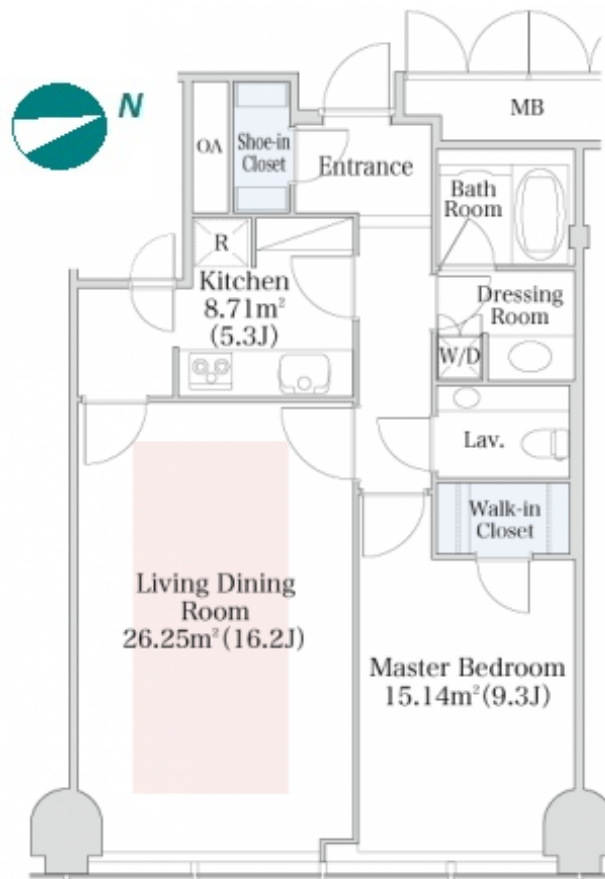 N
MB
OA
Shoe-in
Closet
Entrance
Bath
Room
R
Kitchen
8.71m²
(5.3J)
Dressing
Room
W/D
Lav.
Walk-in
Closet
Living Dining
Room
26.25m²(16.2J)
Master Bedroom
15.14m²(9.3J)